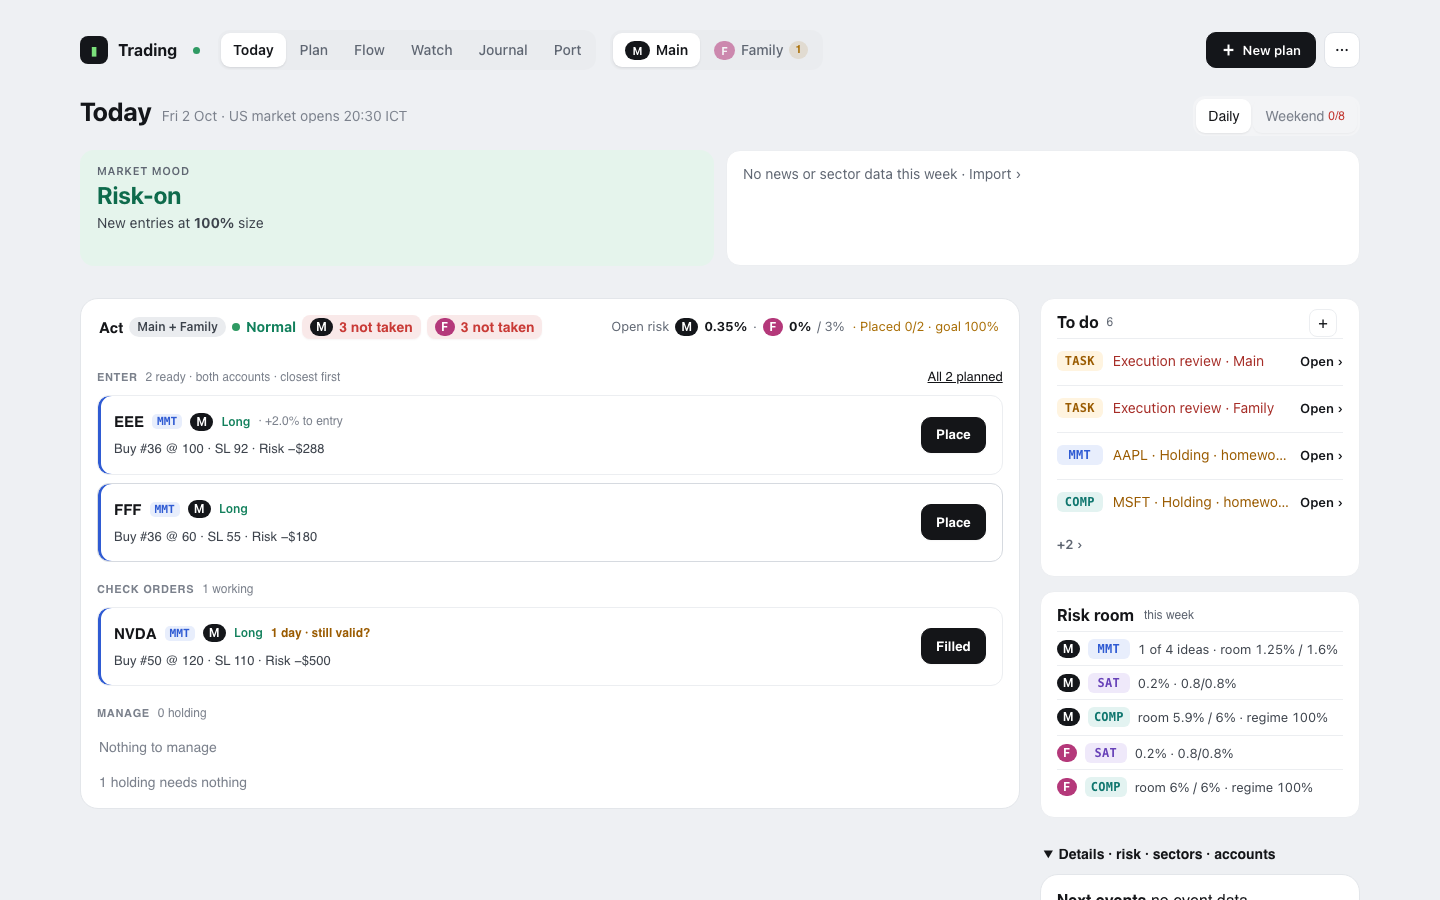 Trading Today Plan Flow Watch Journal Port M Main F Family 1 + New plan ···
Today Fri 2 Oct · US market opens 20:30 ICT Daily Weekend 0/8
MARKET MOOD
Risk-on
New entries at 100% size
No news or sector data this week · Import ›
Act Main + Family Normal M 3 not taken F 3 not taken Open risk M 0.35% · F 0% / 3% · Placed 0/2 · goal 100%
ENTER 2 ready · both accounts · closest first All 2 planned
EEE MMT M Long · +2.0% to entry
Buy #36 @ 100 · SL 92 · Risk −$288
Place
FFF MMT M Long
Buy #36 @ 60 · SL 55 · Risk −$180
Place
CHECK ORDERS 1 working
NVDA MMT M Long 1 day · still valid?
Buy #50 @ 120 · SL 110 · Risk −$500
Filled
MANAGE 0 holding
Nothing to manage
1 holding needs nothing
To do 6 +
TASK Execution review · Main Open ›
TASK Execution review · Family Open ›
MMT AAPL · Holding · homewo... Open ›
COMP MSFT · Holding · homewo... Open ›
+2 ›
Risk room this week
M MMT 1 of 4 ideas · room 1.25% / 1.6%
M SAT 0.2% · 0.8/0.8%
M COMP room 5.9% / 6% · regime 100%
F SAT 0.2% · 0.8/0.8%
F COMP room 6% / 6% · regime 100%
▼ Details · risk · sectors · accounts
Next events no event data